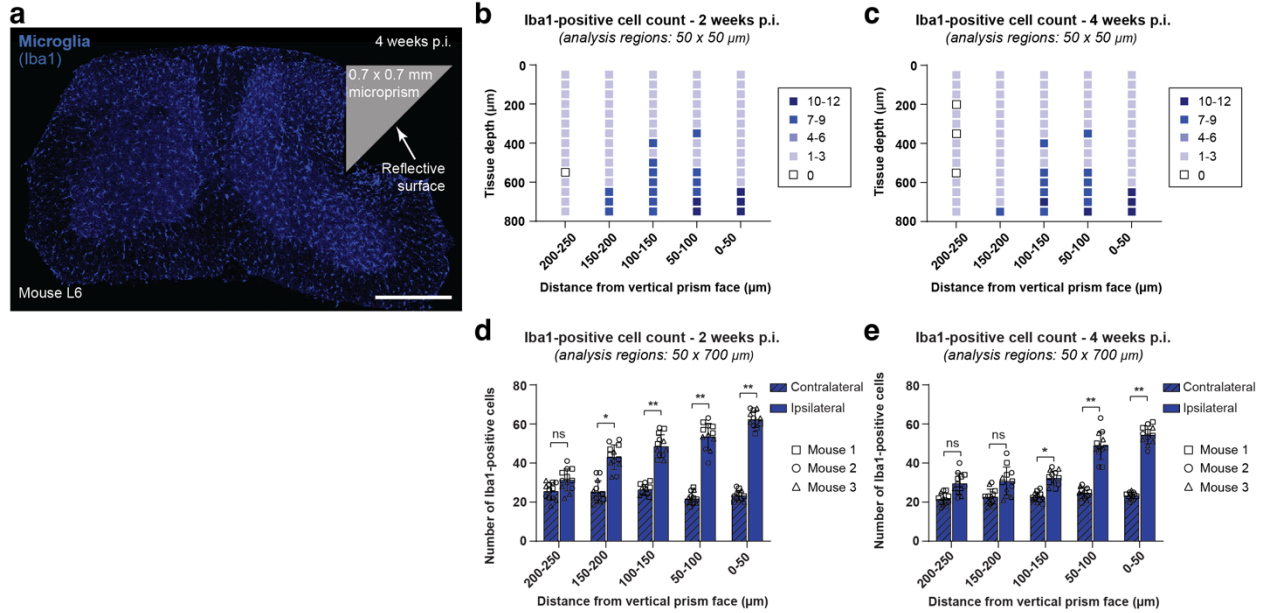 a
Microglia
(Iba1)
4 weeks p.i.
0.7 x 0.7 mm
microprism
Reflective
surface
Mouse L6
b
Iba1-positive cell count - 2 weeks p.i.
(analysis regions: 50 x 50 µm)
Tissue depth (µm)
0
200
400
600
800
200-250
150-200
100-150
50-100
0-50
Distance from vertical prism face (µm)
10-12
7-9
4-6
1-3
0
c
Iba1-positive cell count - 4 weeks p.i.
(analysis regions: 50 x 50 µm)
Tissue depth (µm)
0
200
400
600
800
200-250
150-200
100-150
50-100
0-50
Distance from vertical prism face (µm)
10-12
7-9
4-6
1-3
0
d
Iba1-positive cell count - 2 weeks p.i.
(analysis regions: 50 x 700 µm)
Number of Iba1-positive cells
80
60
40
20
0
ns
*
**
**
**
200-250
150-200
100-150
50-100
0-50
Distance from vertical prism face (µm)
Contralateral
Ipsilateral
Mouse 1
Mouse 2
Mouse 3
e
Iba1-positive cell count - 4 weeks p.i.
(analysis regions: 50 x 700 µm)
Number of Iba1-positive cells
80
60
40
20
0
ns
ns
*
**
**
200-250
150-200
100-150
50-100
0-50
Distance from vertical prism face (µm)
Contralateral
Ipsilateral
Mouse 1
Mouse 2
Mouse 3